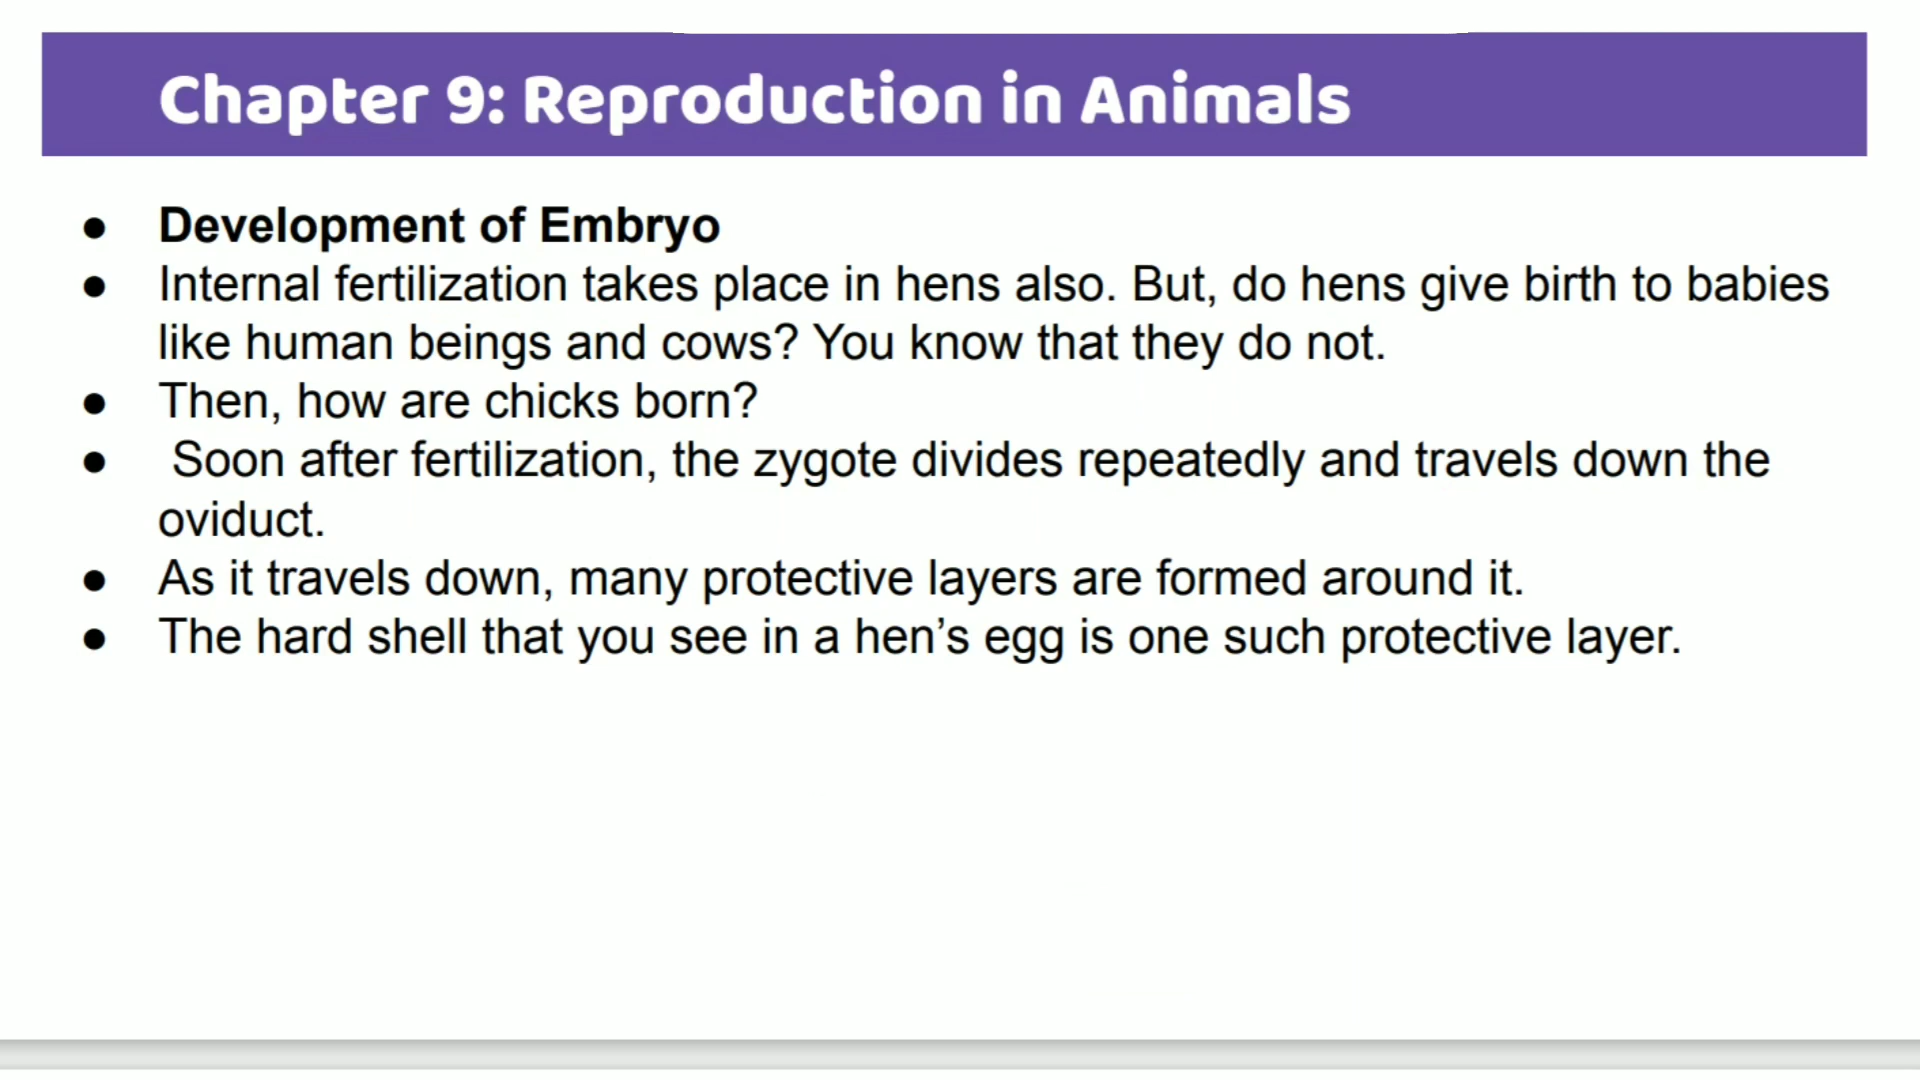 Chapter 9: Reproduction in Animals
● Development of Embryo
● Internal fertilization takes place in hens also. But, do hens give birth to babies
like human beings and cows? You know that they do not.
● Then, how are chicks born?
● Soon after fertilization, the zygote divides repeatedly and travels down the
oviduct.
● As it travels down, many protective layers are formed around it.
● The hard shell that you see in a hen’s egg is one such protective layer.